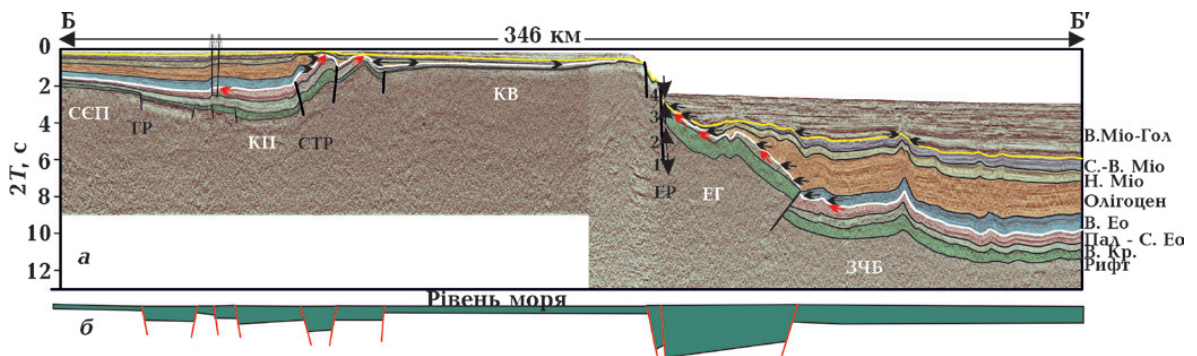 Б
Б′
346 км
0
2
4
6
8
10
12
2T, с
СЄП
ГР
КП
СТР
КВ
4
3
2
1
ЕР
ЕГ
ЗЧБ
В.Міо-Гол
С.-В. Міо
Н. Міо
Олігоцен
В. Ео
Пал - С. Ео
В. Кр.
Рифт
а
Рівень моря
б